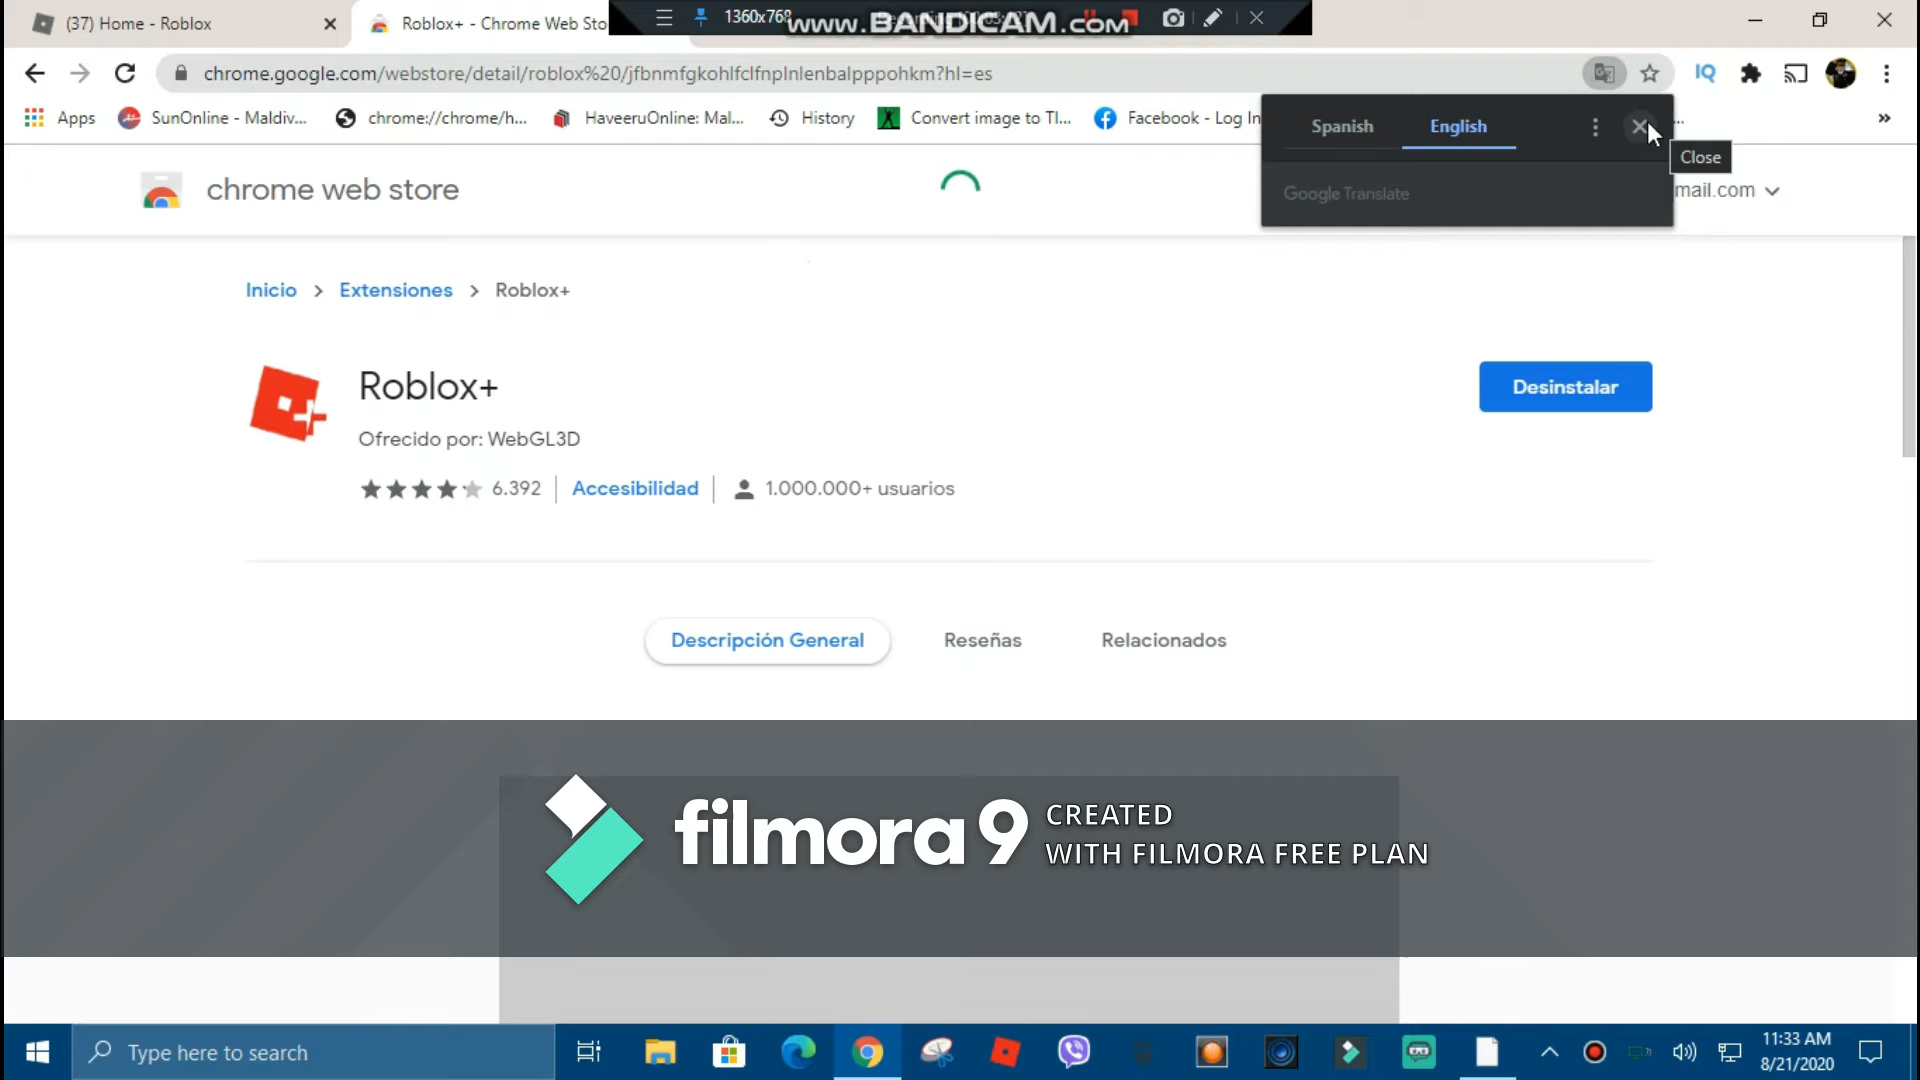 (37) Home - Roblox
Roblox+ - Chrome Web Sto
1360x768
www.BANDICAM.com
chrome.google.com/webstore/detail/roblox%20/jfbnmfgkohlfclfnplnlenbalpppohkm?hl=es
IQ
Apps
SunOnline - Maldiv...
chrome://chrome/h...
HaveeruOnline: Mal...
History
Convert image to TI...
Facebook - Log In
»
Spanish
English
Close
Google Translate
chrome web store
mail.com
Inicio > Extensiones > Roblox+
Roblox+
Desinstalar
Ofrecido por: WebGL3D
6.392
Accesibilidad
1.000.000+ usuarios
Descripción General
Reseñas
Relacionados
filmora9
CREATED
WITH FILMORA FREE PLAN
Type here to search
11:33 AM
8/21/2020